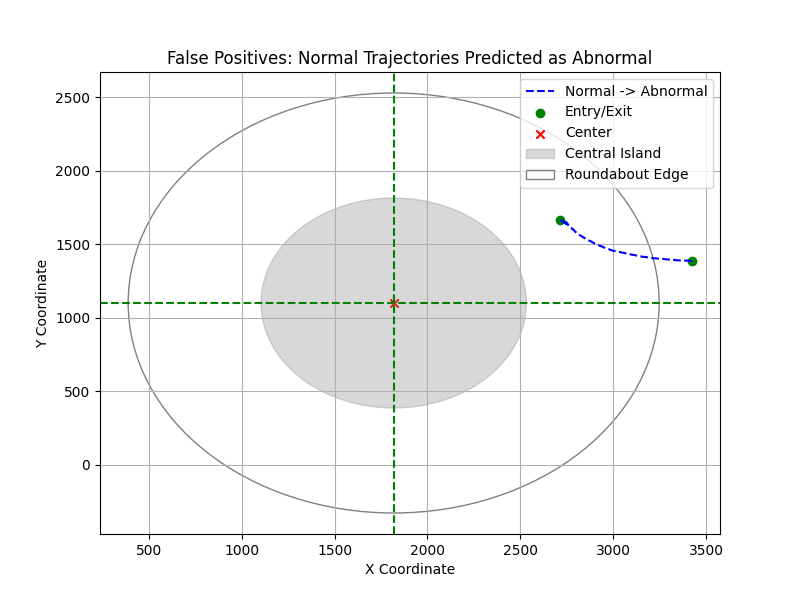 False Positives: Normal Trajectories Predicted as Abnormal
Normal -> Abnormal
Entry/Exit
Center
Central Island
Roundabout Edge
2500
2000
1500
1000
500
0
Y Coordinate
500 1000 1500 2000 2500 3000 3500
X Coordinate